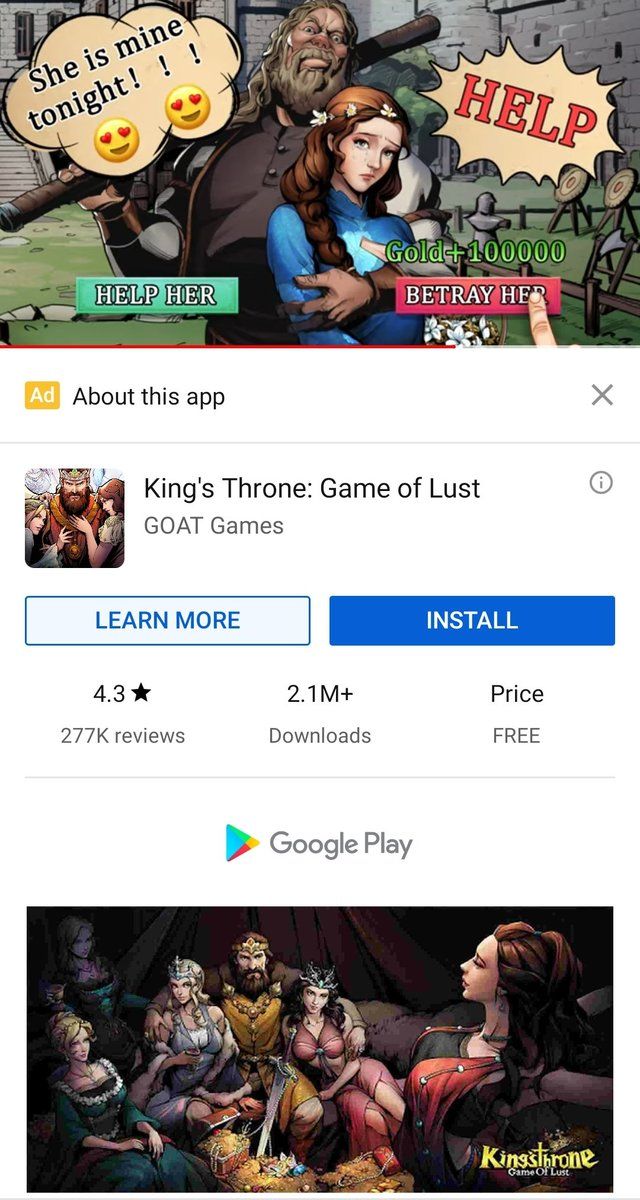 She is mine
tonight! ! !
HELP
Gold+100000
HELP HER
BETRAY HER
Ad About this app
King's Throne: Game of Lust
GOAT Games
LEARN MORE
INSTALL
4.3★
2.1M+
Price
277K reviews
Downloads
FREE
Google Play
Kingsthrone
Game Of Lust